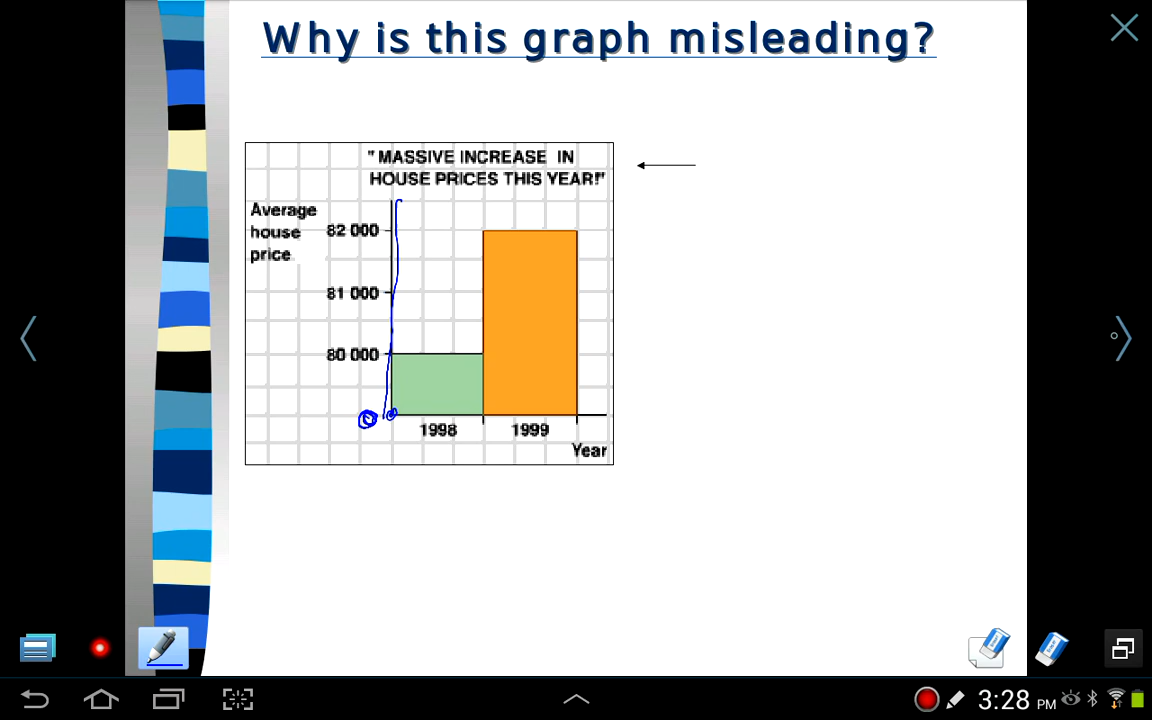 Why is this graph misleading?
"MASSIVE INCREASE IN
HOUSE PRICES THIS YEAR!"
Average
house
price
82 000
81 000
80 000
1998
1999
Year
3:28 PM